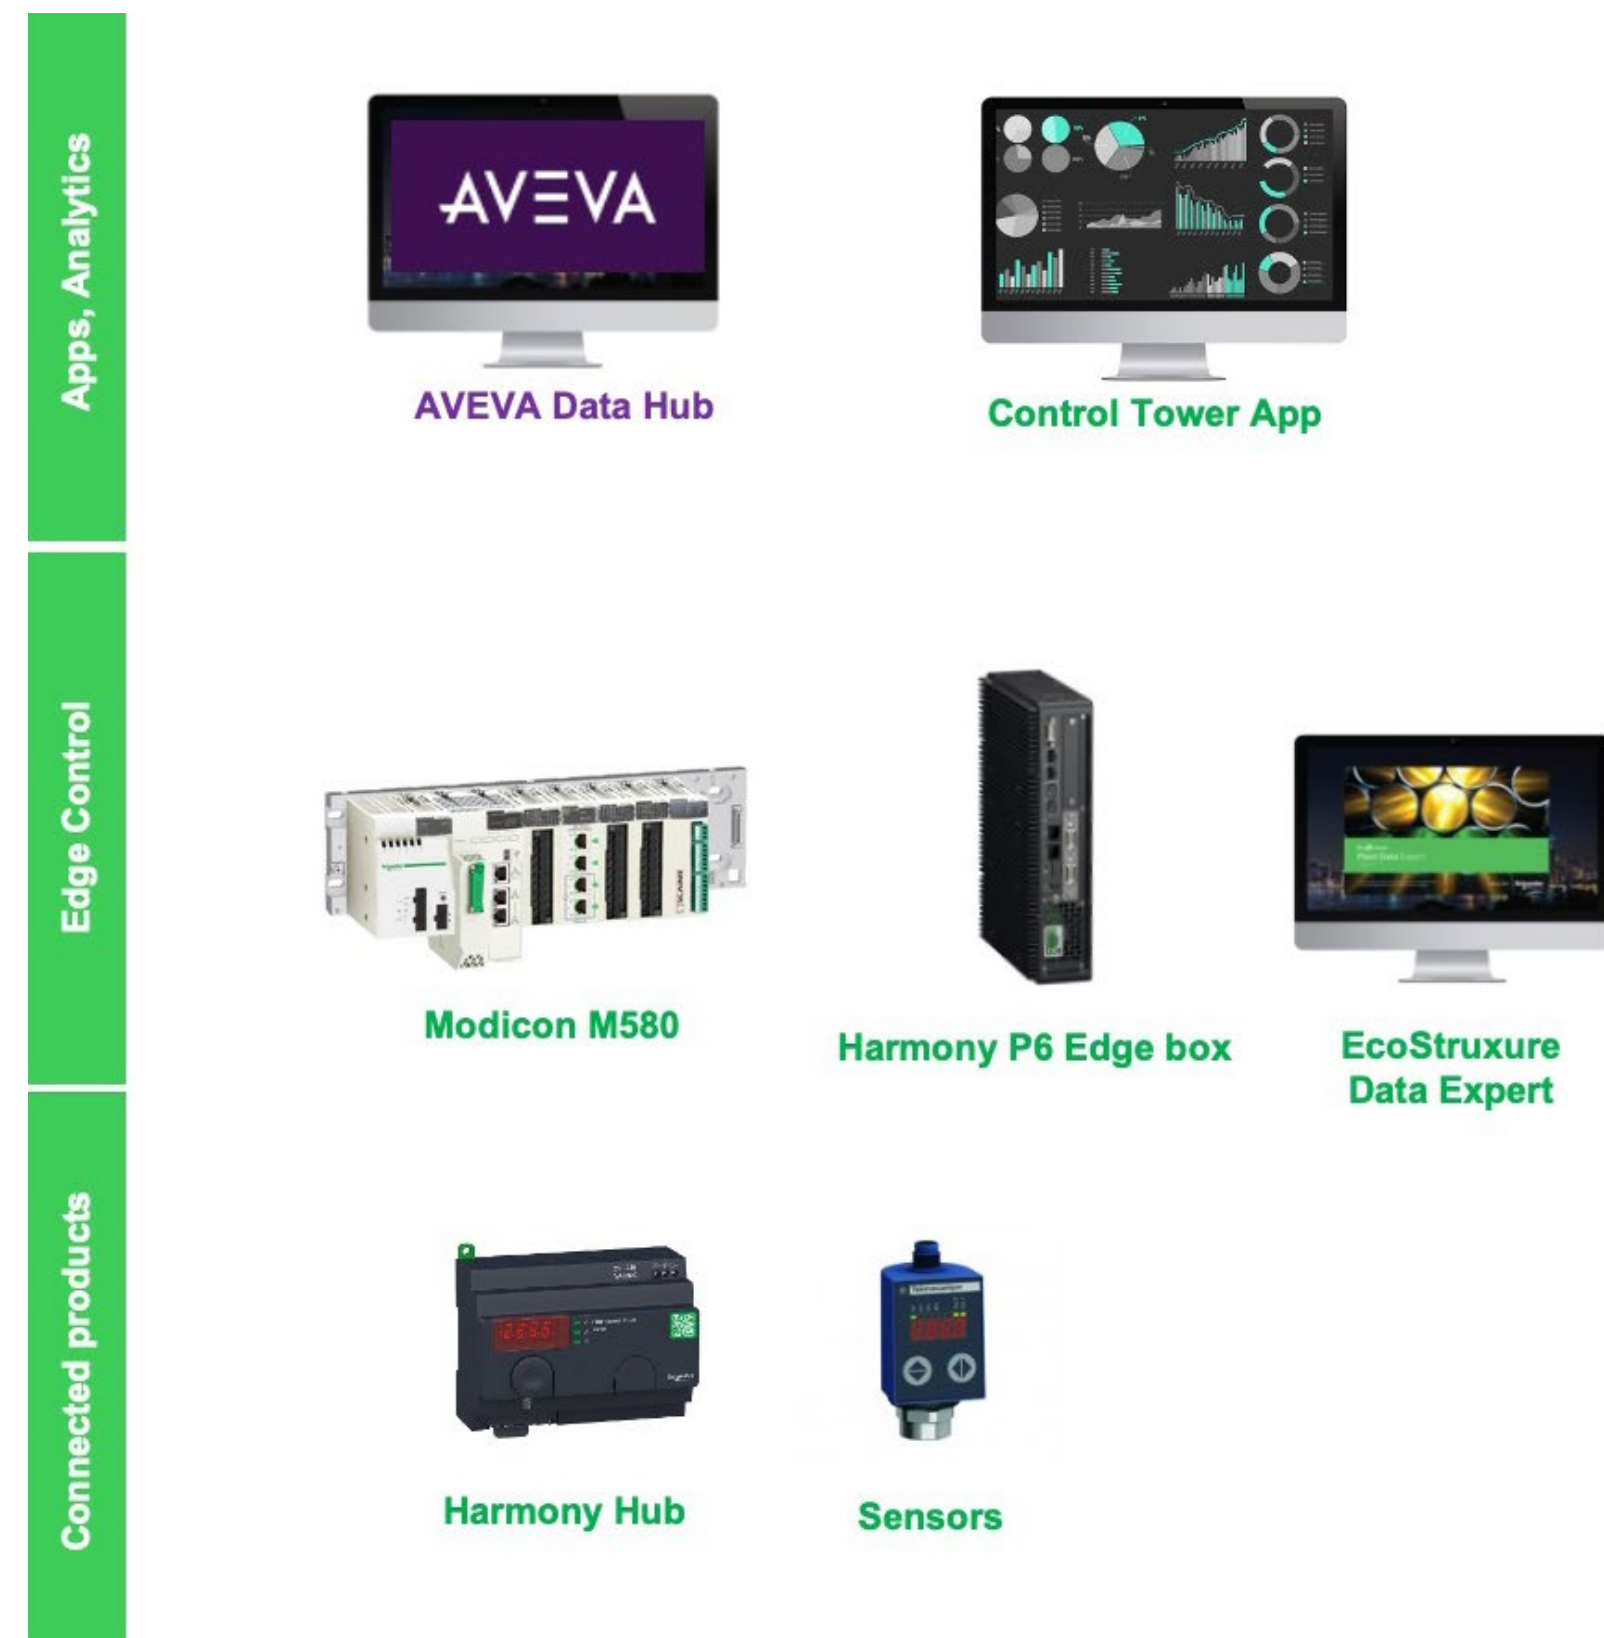 Apps, Analytics
AVEVA
AVEVA Data Hub
Control Tower App
Edge Control
Modicon M580
Harmony P6 Edge box
EcoStruxure
Data Expert
Connected products
Harmony Hub
Sensors